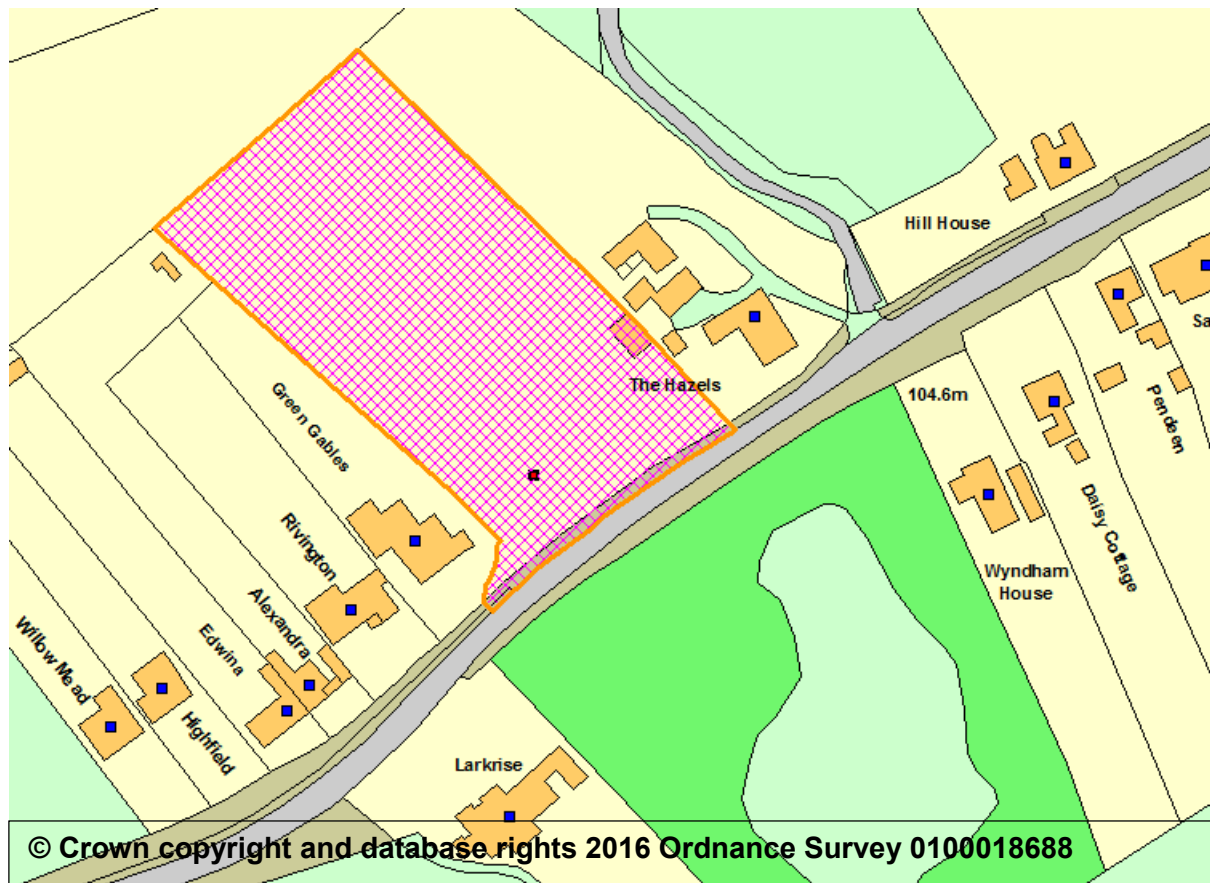 Hill House
Sa
The Hazels
104.6m
Pendeen
Green Gables
Daisy Cottage
Rivington
Wyndham
House
Alexandra
Edwina
Willow Mead
Highfield
Larkrise
© Crown copyright and database rights 2016 Ordnance Survey 0100018688